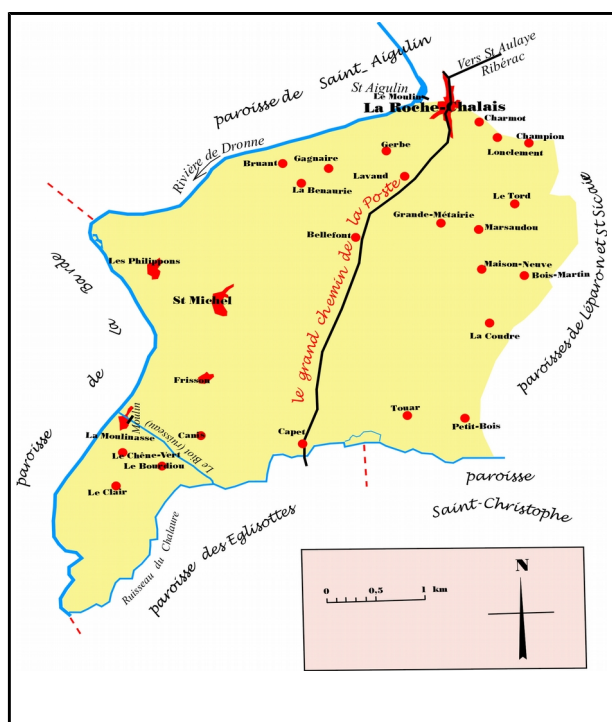 paroisse de Saint_Aigulin
St Aigulin
Vers St Aulaye
Ribérac
Le Moulin
La Roche-Chalais
Charmot
Champion
Lonclement
Rivière de Dronne
Gerbe
Gagnaire
Bruant
Lavaud
La Benaurie
Le Tord
Grande-Métairie
Marsaudou
Bellefont
le grand chemin de la Poste
paroisses de Léparon et St Sicaire
Les Philippons
Maison-Neuve
Bois-Martin
St Michel
La Coudre
paroisse de la Barde
Frisson
Touar
Petit-Bois
Moulin
La Moulinasse
Canis
Capet
Le Biot (ruisseau)
Le Chêne-Vert
Le Bourdiou
Le Clair
Ruisseau du Chalaure
paroisse des Eglisottes
paroisse
Saint-Christophe
N
0 0,5 1 km